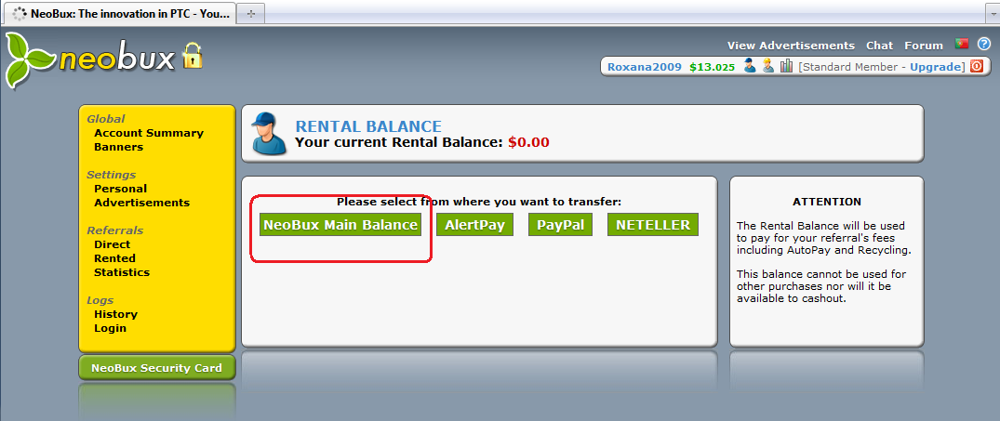 NeoBux: The innovation in PTC - You...
neobux
View Advertisements Chat Forum
Roxana2009 $13.025 [Standard Member - Upgrade]
Global
Account Summary
Banners
Settings
Personal
Advertisements
Referrals
Direct
Rented
Statistics
Logs
History
Login
NeoBux Security Card
RENTAL BALANCE
Your current Rental Balance: $0.00
Please select from where you want to transfer:
NeoBux Main Balance AlertPay PayPal NETELLER
ATTENTION
The Rental Balance will be used
to pay for your referral's fees
including AutoPay and Recycling.
This balance cannot be used for
other purchases nor will it be
available to cashout.